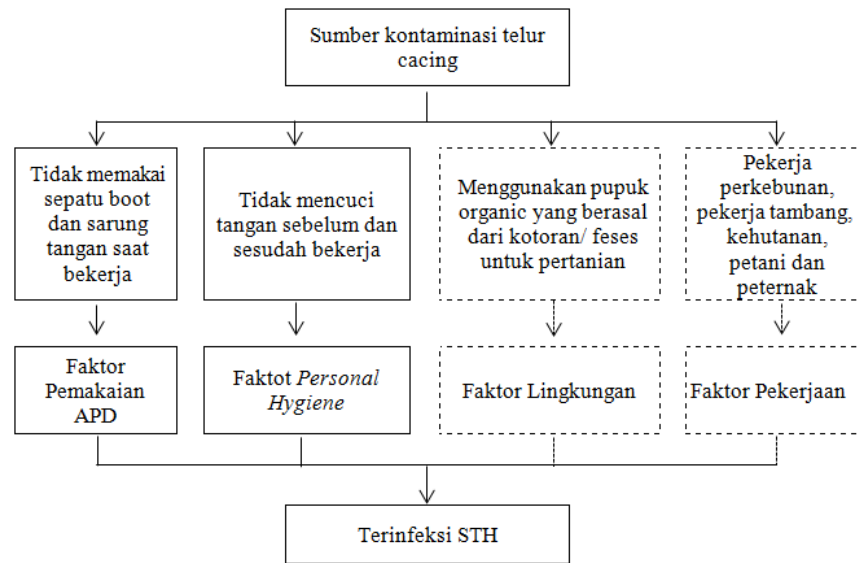 Sumber kontaminasi telur
cacing
Tidak memakai
sepatu boot
dan sarung
tangan saat
bekerja
Tidak mencuci
tangan sebelum dan
sesudah bekerja
Menggunakan pupuk
organic yang berasal
dari kotoran/ feses
untuk pertanian
Pekerja
perkebunan,
pekerja tambang,
kehutanan,
petani dan
peternak
Faktor
Pemakaian
APD
Faktot Personal
Hygiene
Faktor Lingkungan
Faktor Pekerjaan
Terinfeksi STH